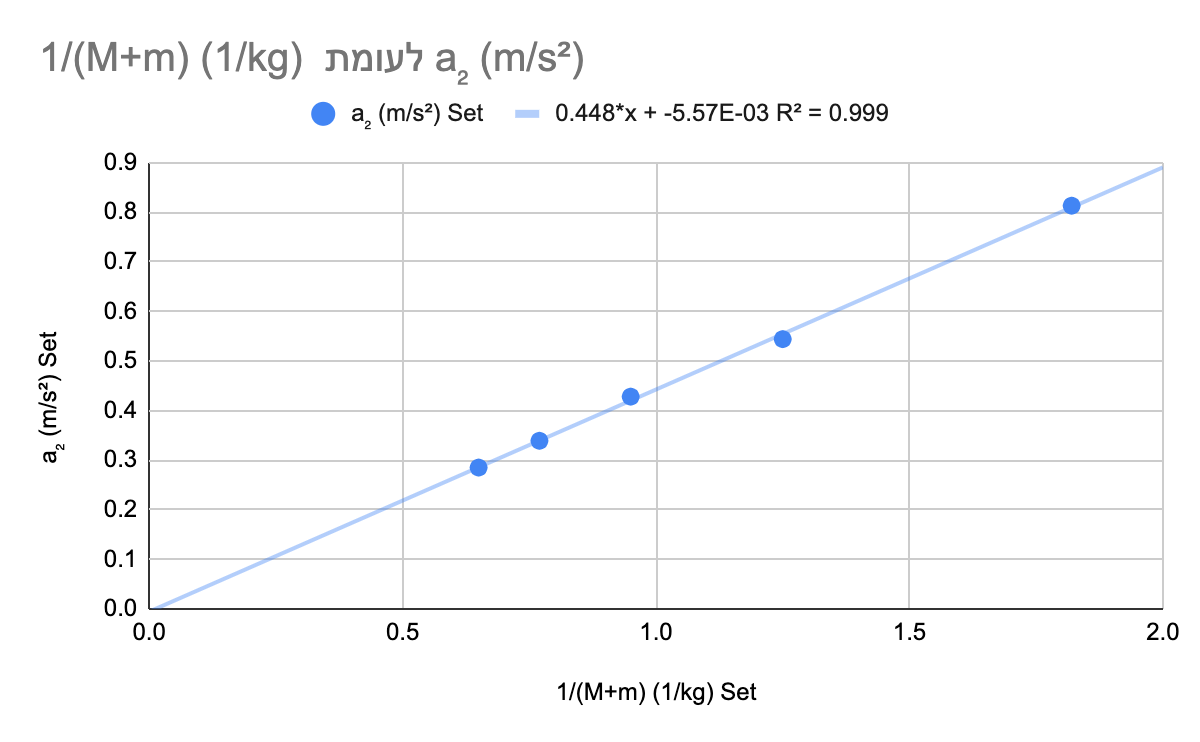 1/(M+m) (1/kg) לעומת a₂ (m/s²)
a₂ (m/s²) Set
0.448*x + -5.57E-03 R² = 0.999
0.9
0.8
0.7
0.6
0.5
0.4
0.3
0.2
0.1
0.0
a₂ (m/s²) Set
0.0 0.5 1.0 1.5 2.0
1/(M+m) (1/kg) Set